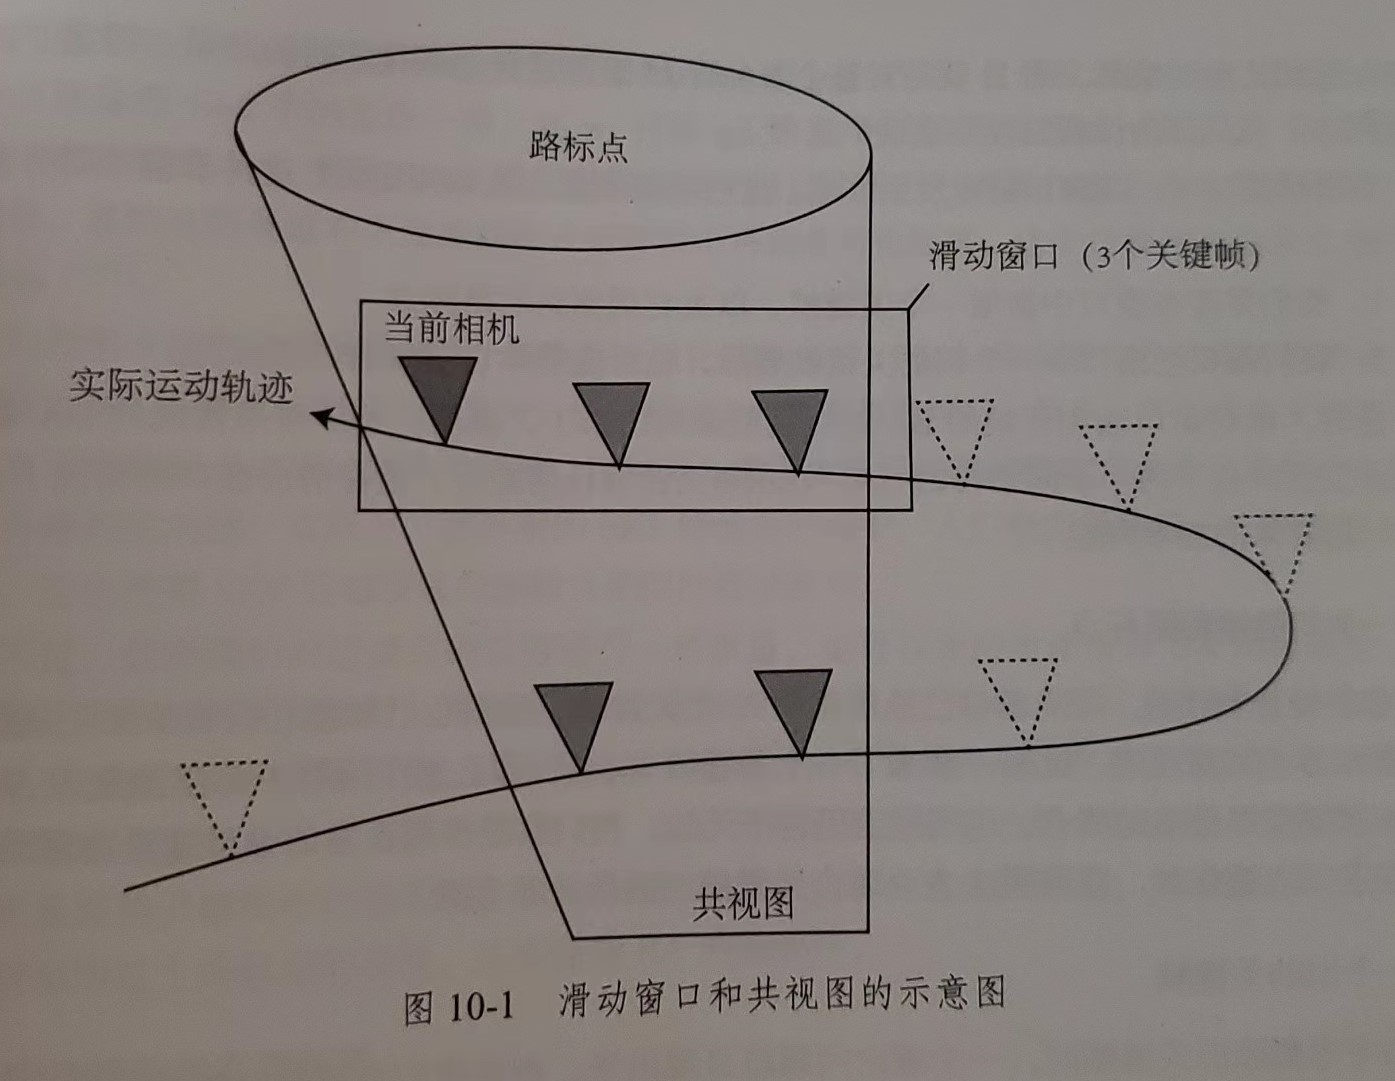 路标点
滑动窗口（3个关键帧）
当前相机
实际运动轨迹
共视图
图 10-1 滑动窗口和共视图的示意图